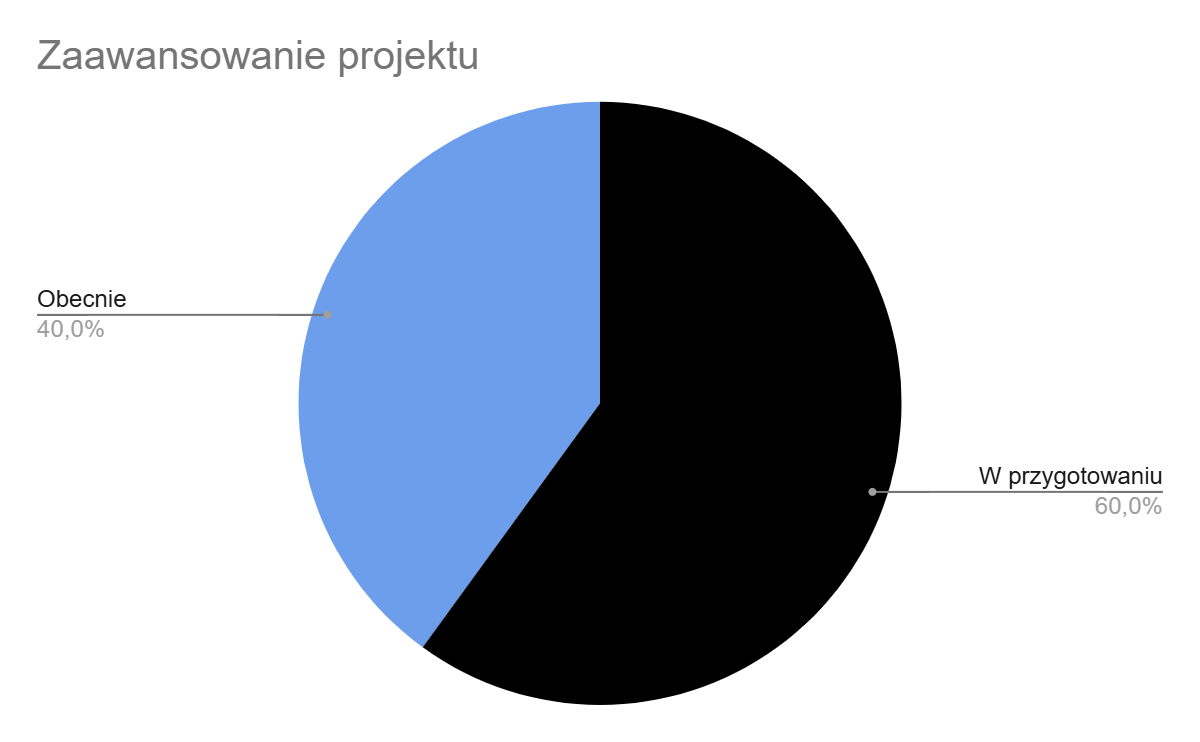 Zaawansowanie projektu
Obecnie
40,0%
W przygotowaniu
60,0%